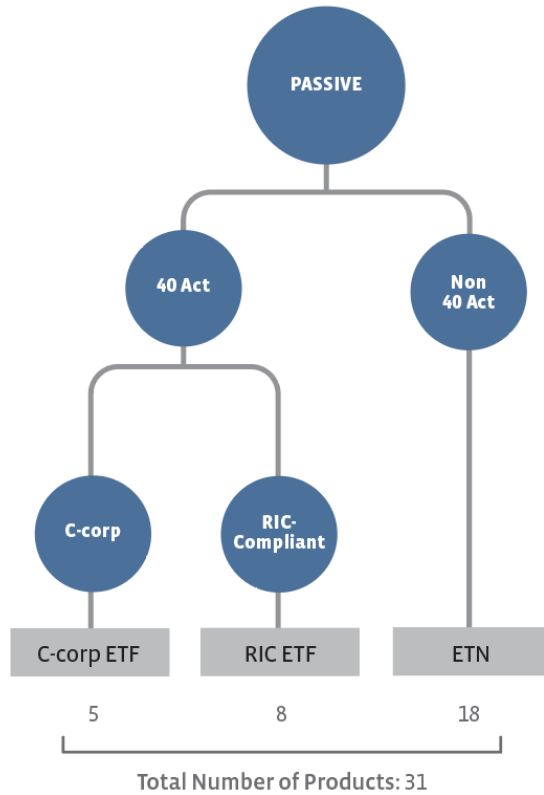 PASSIVE
40 Act
Non
40 Act
C-corp
RIC-
Compliant
C-corp ETF
RIC ETF
ETN
5
8
18
Total Number of Products: 31